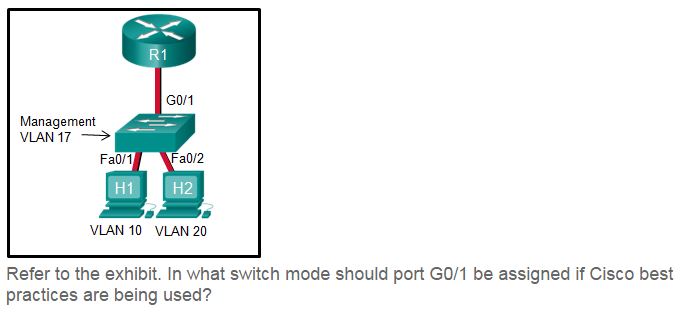 R1
G0/1
Management
VLAN 17
Fa0/1
Fa0/2
H1
H2
VLAN 10
VLAN 20
Refer to the exhibit. In what switch mode should port G0/1 be assigned if Cisco best
practices are being used?